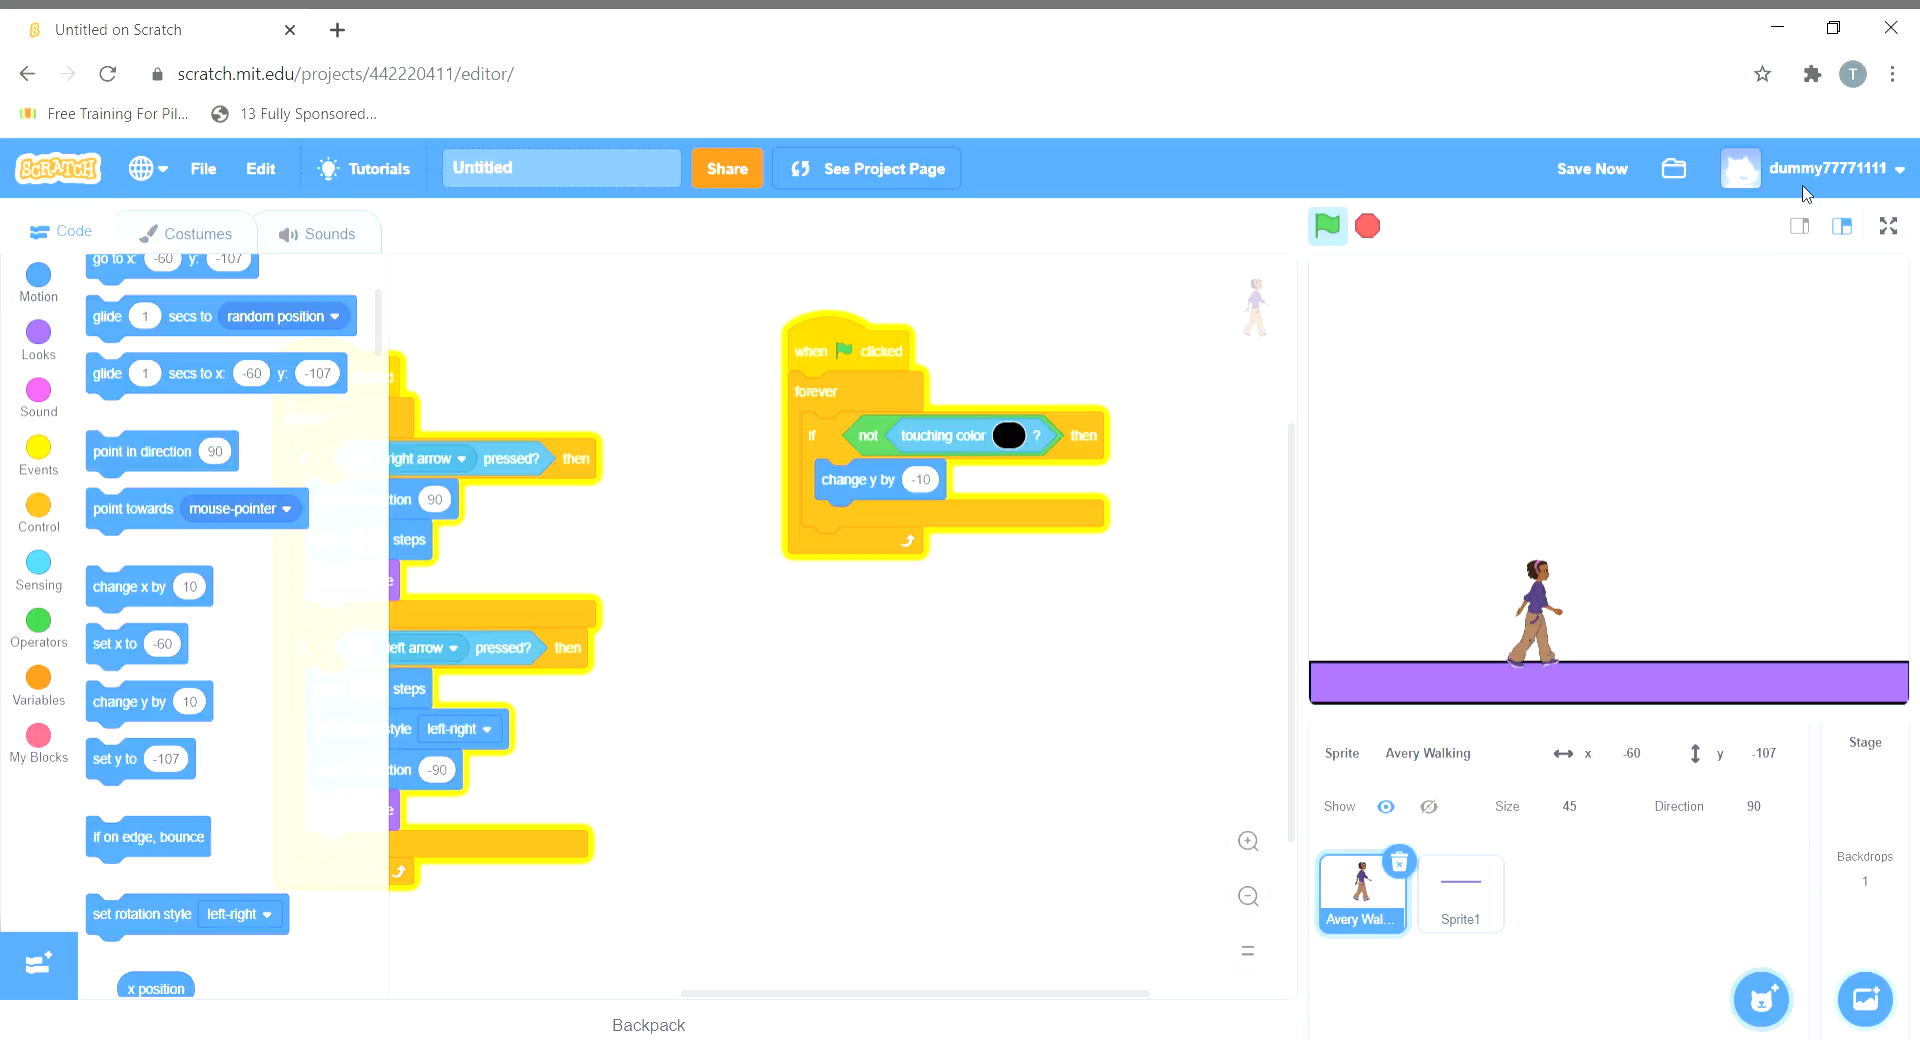 Untitled on Scratch
scratch.mit.edu/projects/442220411/editor/
T
Free Training For Pil...
13 Fully Sponsored...
SCRATCH
File
Edit
Tutorials
Untitled
Share
See Project Page
Save Now
dummy77771111
Code
Costumes
Sounds
Motion
Looks
Sound
Events
Control
Sensing
Operators
Variables
My Blocks
go to x: -60 y: -107
glide 1 secs to random position
glide 1 secs to x: -60 y: -107
point in direction 90
point towards mouse-pointer
change x by 10
set x to -60
change y by 10
set y to -107
if on edge, bounce
set rotation style left-right
x position
right arrow pressed? then
tion 90
steps
e
left arrow pressed? then
steps
tyle left-right
tion -90
e
when clicked
forever
if not touching color ? then
change y by -10
Backpack
Sprite Avery Walking x -60 y -107
Show Size 45 Direction 90
Avery Wal...
Sprite1
Stage
Backdrops
1